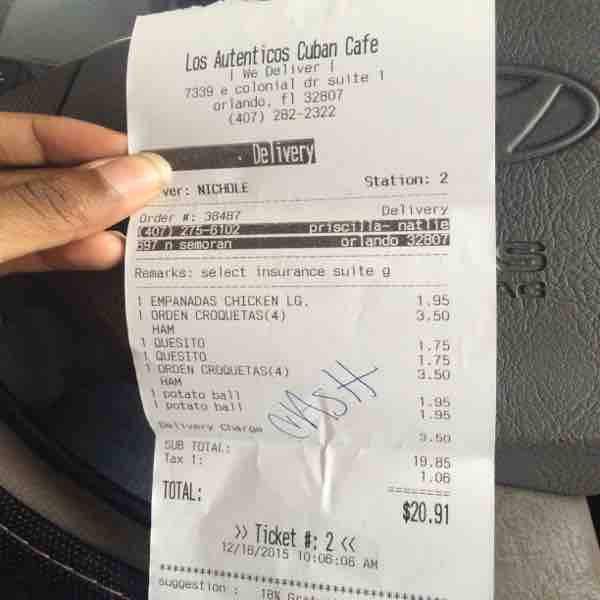 Los Autenticos Cuban Cafe
| We Deliver |
7339 e colonial dr suite 1
orlando, fl 32807
(407) 282-2322
. Delivery
ver: NICHOLE Station: 2
Order #: 38487 Delivery
(407) 275-6102 priscilla- natlie
697 n semoran orlando 32807
Remarks: select insurance suite g
1 EMPANADAS CHICKEN LG. 1.95
1 ORDEN CROQUETAS(4) 3.50
HAM
1 QUESITO 1.75
1 QUESITO 1.75
1 ORDEN CROQUETAS(4) 3.50
HAM
1 potato ball 1.95
1 potato ball 1.95
CASH
Delivery Charge 3.50
SUB TOTAL: 19.85
Tax 1: 1.06
========
TOTAL: $20.91
>> Ticket #: 2 <<
12/18/2015 10:06:06 AM
suggestion : 18%